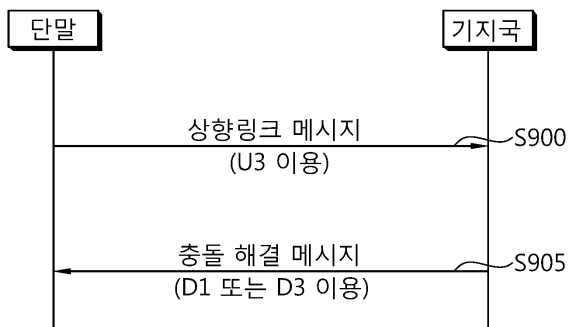 단말
기지국
상향링크 메시지
(U3 이용)
S900
충돌 해결 메시지
(D1 또는 D3 이용)
S905